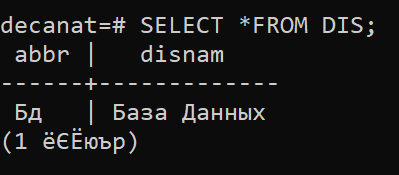 decanat=# SELECT *FROM DIS;
abbr | disnam
------+-------------
Бд | База Данных
(1 ёЄЁюър)